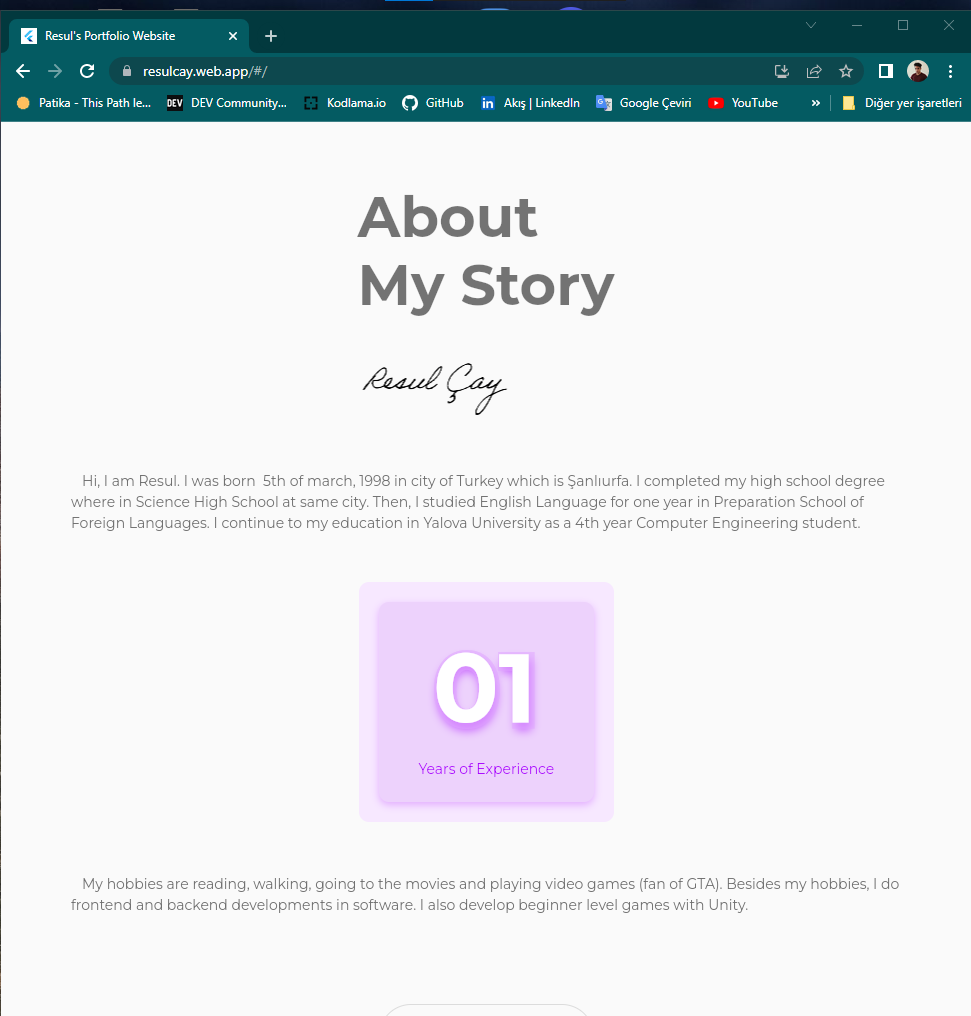 Resul's Portfolio Website
resulcay.web.app/#/
Patika - This Path le...
DEV
DEV Community...
Kodlama.io
GitHub
in
Akış | LinkedIn
G
Google Çeviri
YouTube
»
Diğer yer işaretleri
About
My Story
Resul Çay
Hi, I am Resul. I was born  5th of march, 1998 in city of Turkey which is Şanlıurfa. I completed my high school degree
where in Science High School at same city. Then, I studied English Language for one year in Preparation School of
Foreign Languages. I continue to my education in Yalova University as a 4th year Computer Engineering student.
01
Years of Experience
My hobbies are reading, walking, going to the movies and playing video games (fan of GTA). Besides my hobbies, I do
frontend and backend developments in software. I also develop beginner level games with Unity.